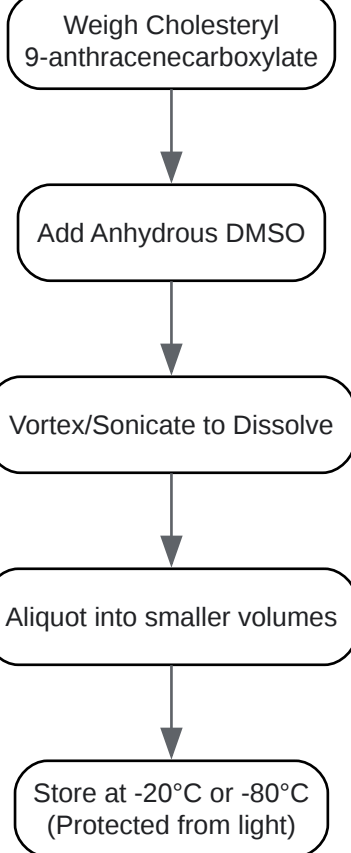 Weigh Cholesteryl
9-anthracenecarboxylate
Add Anhydrous DMSO
Vortex/Sonicate to Dissolve
Aliquot into smaller volumes
Store at -20°C or -80°C
(Protected from light)